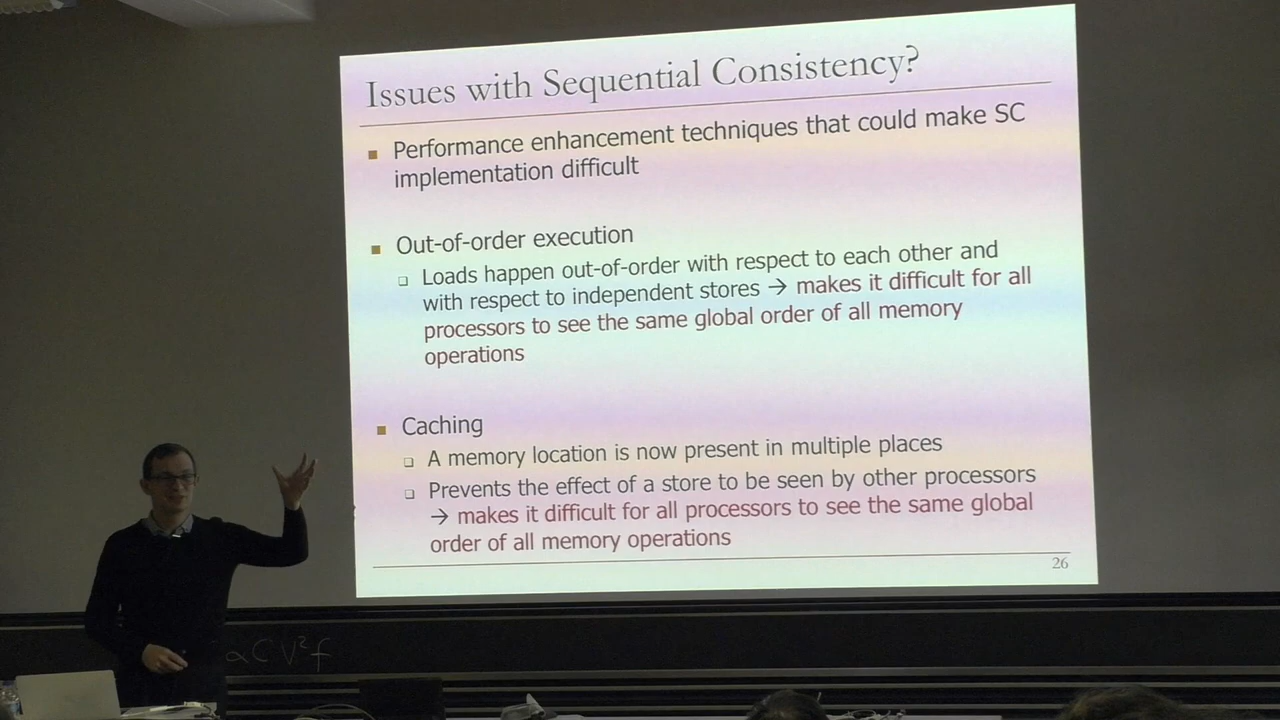 Issues with Sequential Consistency?
Performance enhancement techniques that could make SC
implementation difficult
Out-of-order execution
Loads happen out-of-order with respect to each other and
with respect to independent stores → makes it difficult for all
processors to see the same global order of all memory
operations
Caching
A memory location is now present in multiple places
Prevents the effect of a store to be seen by other processors
→ makes it difficult for all processors to see the same global
order of all memory operations
26
αCV²f